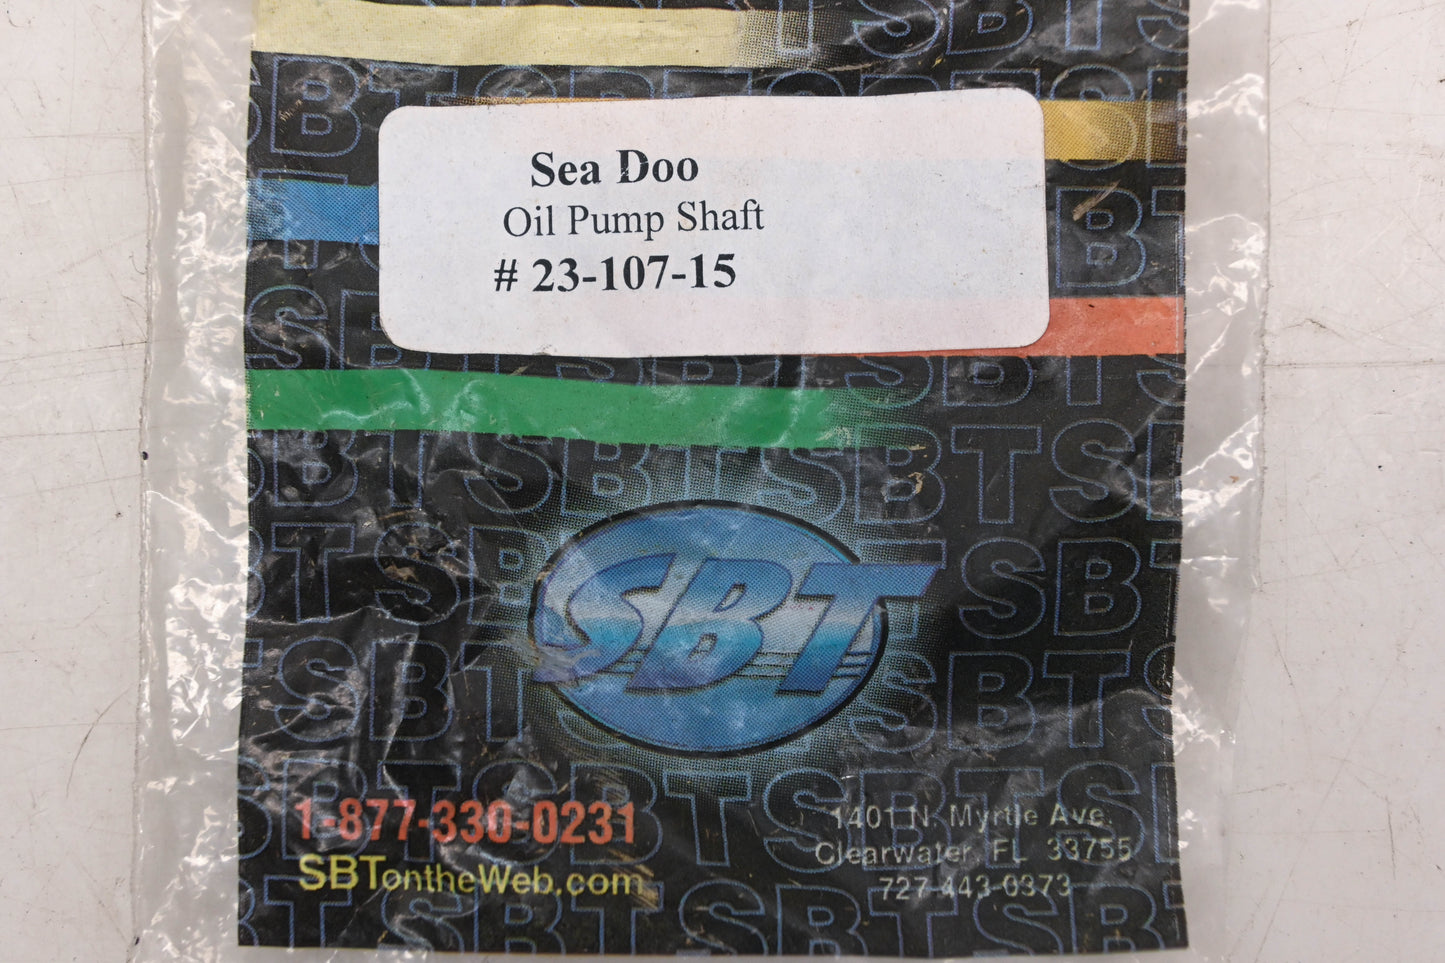 Sea Doo
Oil Pump Shaft
# 23-107-15
SBT
1-877-330-0231
SBTontheWeb.com
1401 N. Myrtle Ave.
Clearwater, FL 33755
727-443-0373